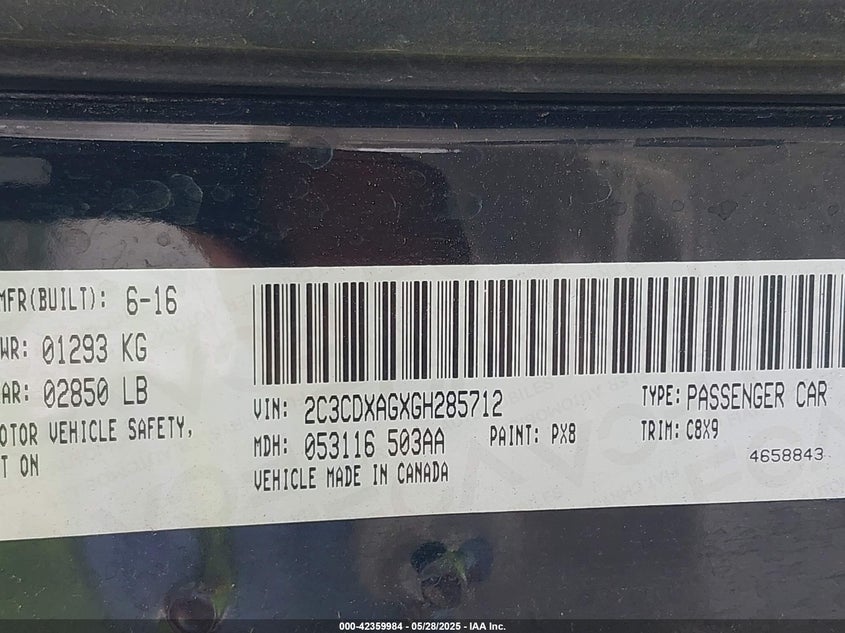 MFR(BUILT): 6-16
WR: 01293 KG
AR: 02850 LB
OTOR VEHICLE SAFETY,
T ON
VIN: 2C3CDXAGXGH285712
TYPE: PASSENGER CAR
MDH: 053116 503AA
PAINT: PX8
TRIM: C8X9
VEHICLE MADE IN CANADA
4658843
000-42359984 - 05/28/2025 - IAA Inc.